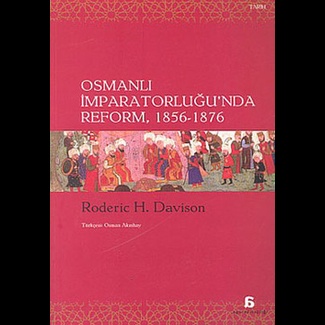 TARİH
OSMANLI
İMPARATORLUĞU'NDA
REFORM, 1856-1876
Roderic H. Davison
Türkçesi: Osman Akınhay